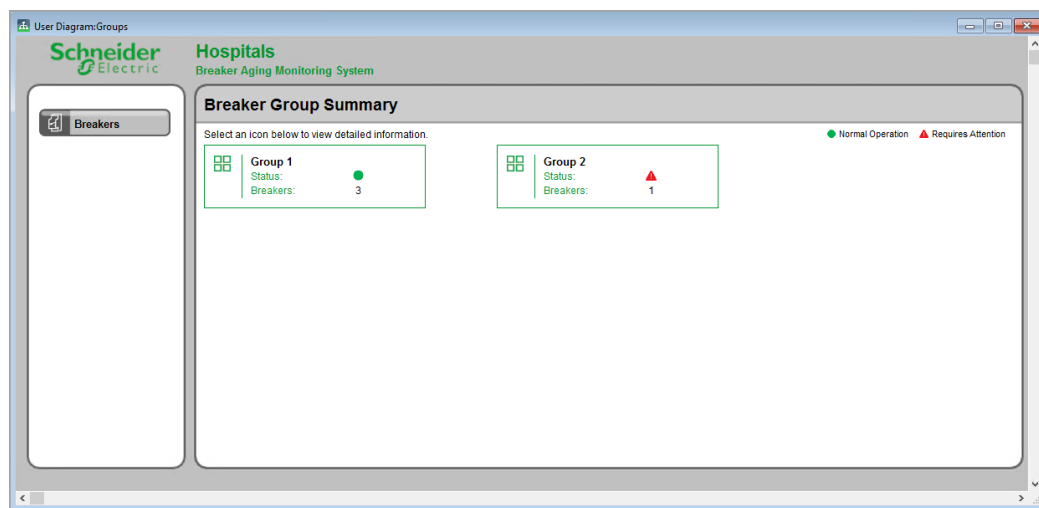 User Diagram:Groups
Schneider
Electric
Hospitals
Breaker Aging Monitoring System
Breakers
Breaker Group Summary
Select an icon below to view detailed information.
Normal Operation
Requires Attention
Group 1
Status:
Breakers: 3
Group 2
Status:
Breakers: 1